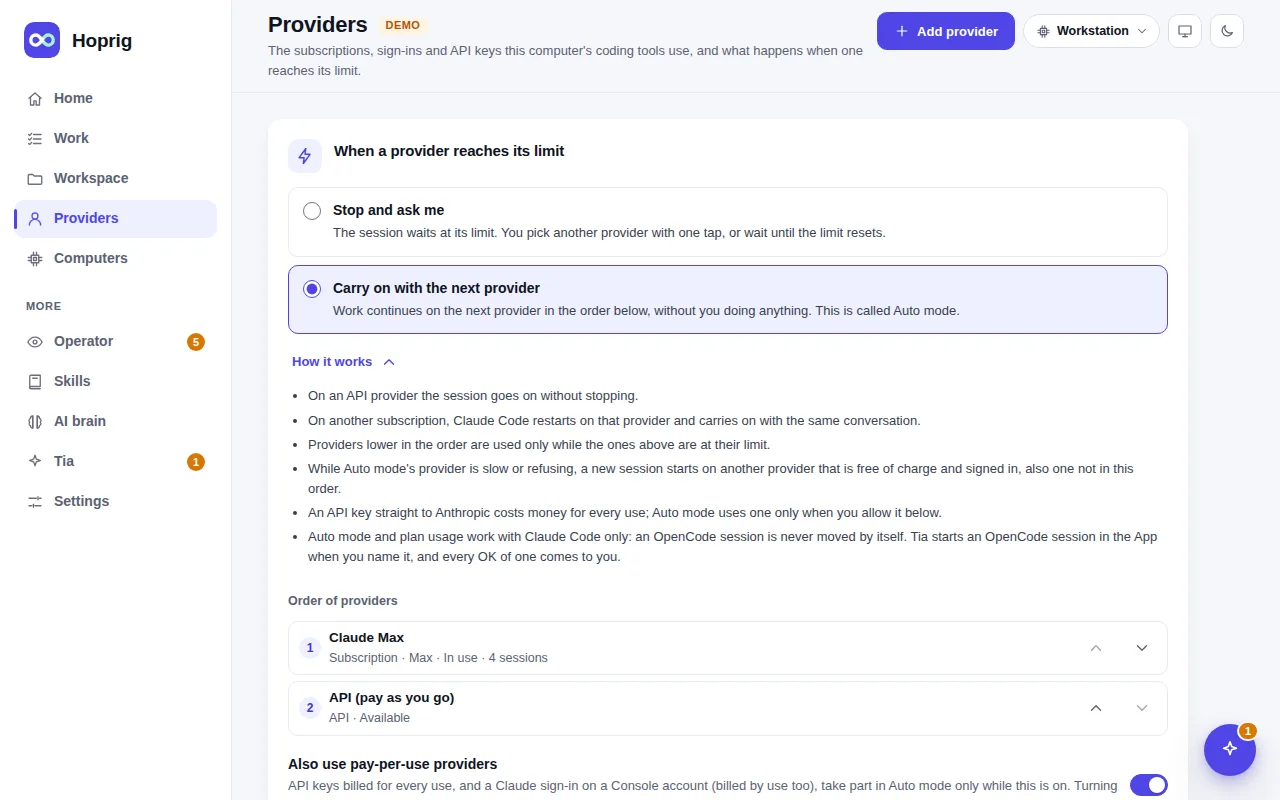 Hoprig
Home
Work
Workspace
Providers
Computers
MORE
Operator 5
Skills
AI brain
Tia 1
Settings
Providers DEMO
The subscriptions, sign-ins and API keys this computer's coding tools use, and what happens when one
reaches its limit.
Add provider
Workstation
When a provider reaches its limit
Stop and ask me
The session waits at its limit. You pick another provider with one tap, or wait until the limit resets.
Carry on with the next provider
Work continues on the next provider in the order below, without you doing anything. This is called Auto mode.
How it works
• On an API provider the session goes on without stopping.
• On another subscription, Claude Code restarts on that provider and carries on with the same conversation.
• Providers lower in the order are used only while the ones above are at their limit.
• While Auto mode's provider is slow or refusing, a new session starts on another provider that is free of charge and signed in, also one not in this
order.
• An API key straight to Anthropic costs money for every use; Auto mode uses one only when you allow it below.
• Auto mode and plan usage work with Claude Code only: an OpenCode session is never moved by itself. Tia starts an OpenCode session in the App
when you name it, and every OK of one comes to you.
Order of providers
1 Claude Max
Subscription · Max · In use · 4 sessions
2 API (pay as you go)
API · Available
Also use pay-per-use providers
API keys billed for every use, and a Claude sign-in on a Console account (billed by use too), take part in Auto mode only while this is on. Turning
1